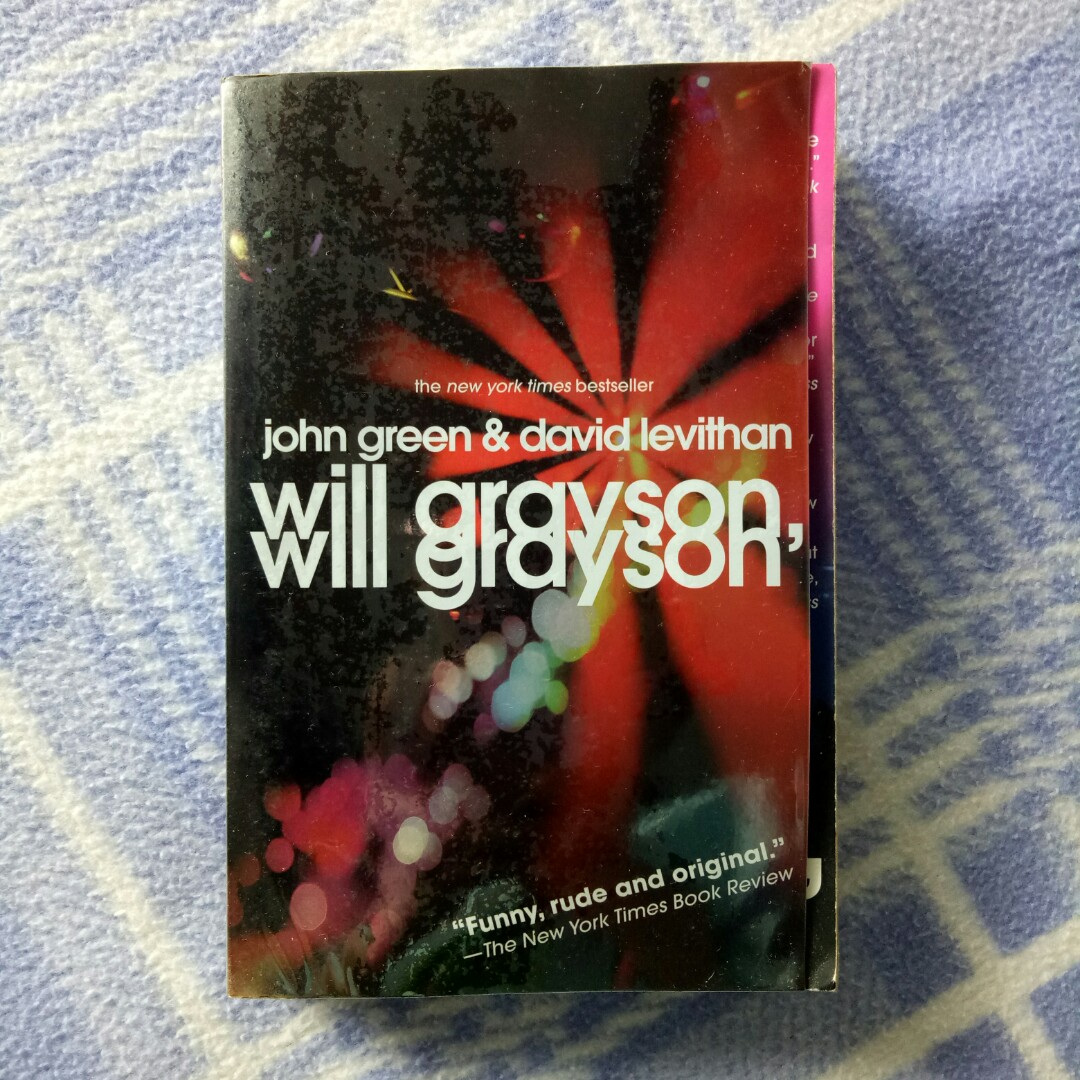 the new york times bestseller
john green & david levithan
will grayson,
will grayson
“Funny, rude and original.”
—The New York Times Book Review